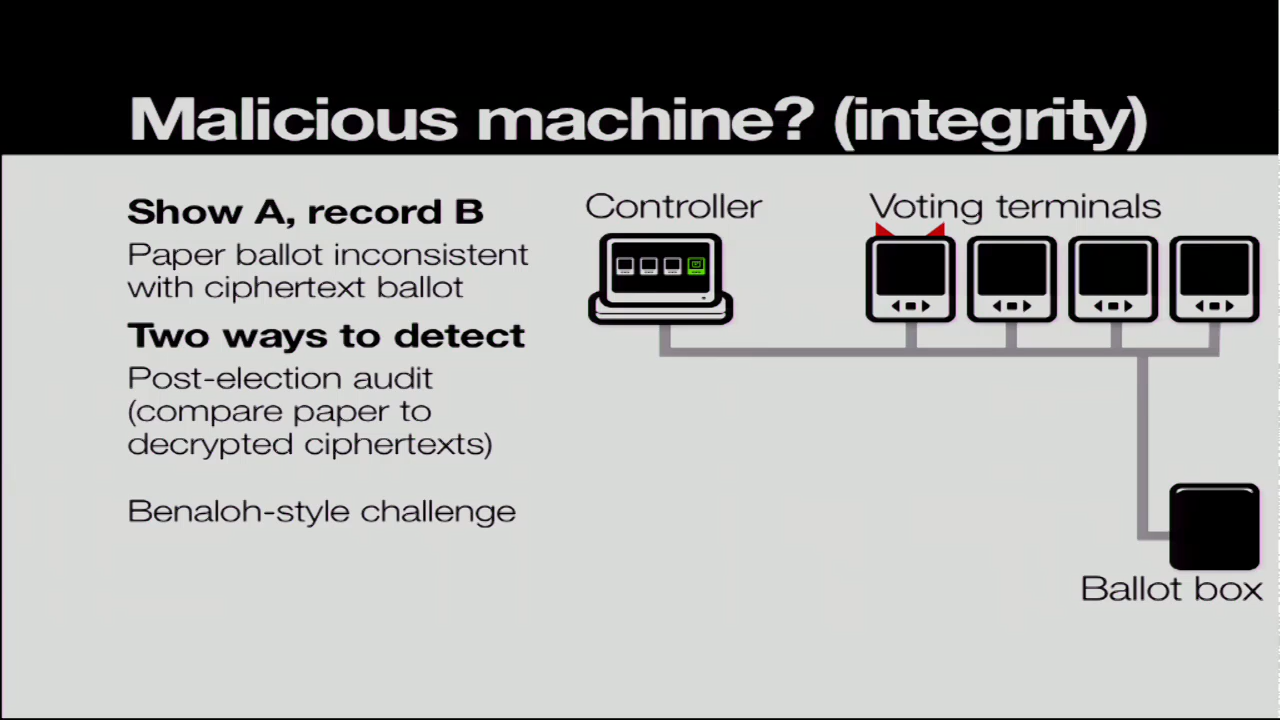 Malicious machine? (integrity)
Show A, record B
Paper ballot inconsistent
with ciphertext ballot
Two ways to detect
Post-election audit
(compare paper to
decrypted ciphertexts)
Benaloh-style challenge
Controller
Voting terminals
Ballot box